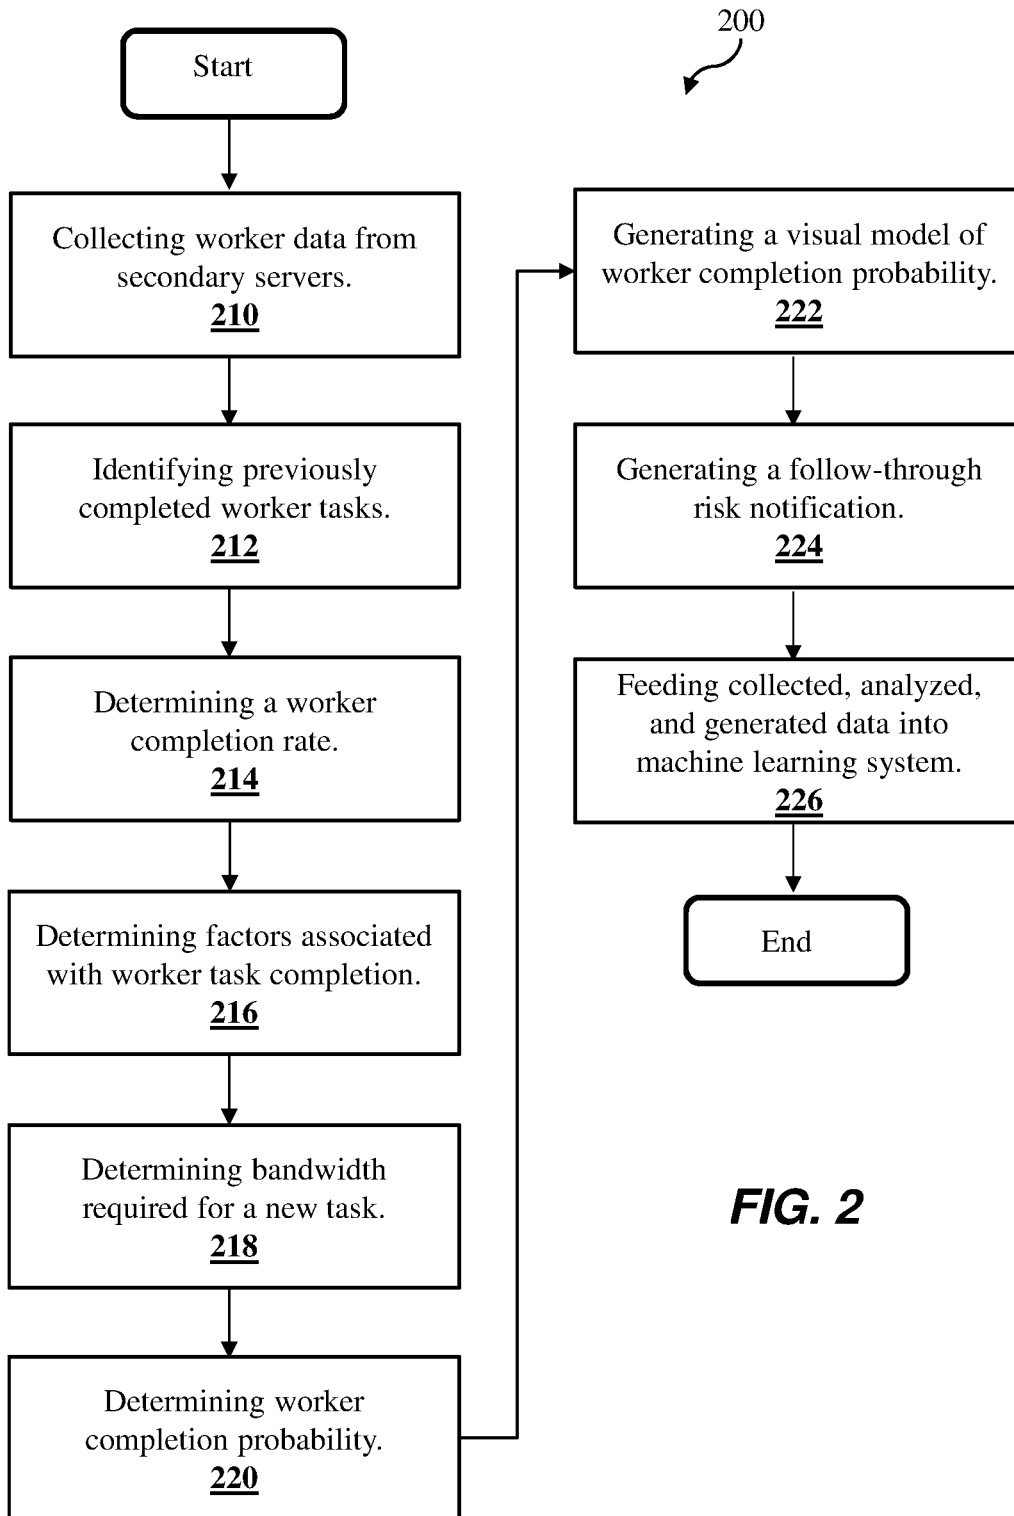 200
Start
Collecting worker data from
secondary servers.
210
Identifying previously
completed worker tasks.
212
Determining a worker
completion rate.
214
Determining factors associated
with worker task completion.
216
Determining bandwidth
required for a new task.
218
Determining worker
completion probability.
220
Generating a visual model of
worker completion probability.
222
Generating a follow-through
risk notification.
224
Feeding collected, analyzed,
and generated data into
machine learning system.
226
End
FIG. 2